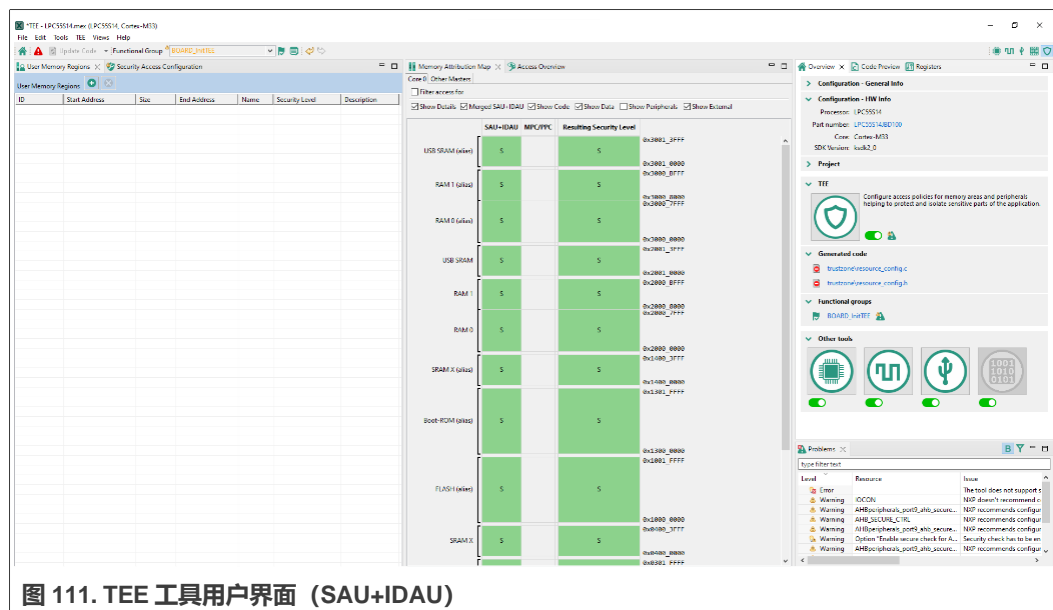 *TEE - LPC55S14.mex (LPC55S14, Cortex-M33)
File Edit Tools TEE Views Help
Update Code Functional Group BOARD_InitTEE
User Memory Regions Security Access Configuration
User Memory Regions
ID Start Address Size End Address Name Security Level Description
Memory Attribution Map Access Overview
Core 0 Other Masters
Filter access for
Show Details Merged SAU+IDAU Show Code Show Data Show Peripherals Show External
SAU+IDAU MPC/PPC Resulting Security Level
USB SRAM (alias) S S 0x3001_3FFF
0x3001_0000
RAM 1 (alias) S S 0x3000_BFFF
0x3000_8000
RAM 0 (alias) S S 0x3000_7FFF
0x3000_0000
USB SRAM S S 0x2001_3FFF
0x2001_0000
RAM 1 S S 0x2000_BFFF
0x2000_8000
RAM 0 S S 0x2000_7FFF
0x2000_0000
SRAM X (alias) S S 0x1400_3FFF
0x1400_0000
Boot-ROM (alias) S S 0x1301_FFFF
0x1300_0000
FLASH (alias) S S 0x1001_FFFF
0x1000_0000
SRAM X S S 0x0400_3FFF
0x0400_0000
0x0301_FFFF
Overview Code Preview Registers
Configuration - General Info
Configuration - HW Info
Processor: LPC55S14
Part number: LPC55S14JBD100
Core: Cortex-M33
SDK Version: ksdk2_0
Project
TEE
Configure access policies for memory areas and peripherals
helping to protect and isolate sensitive parts of the application.
Generated code
trustzone\resource_config.c
trustzone\resource_config.h
Functional groups
BOARD_InitTEE
Other tools
1001
1010
0101
Problems
type filter text
Level Resource Issue
Error The tool does not support s
Warning IOCON NXP doesn't recommend c
Warning AHBperipherals_port9_ahb_secure... NXP recommends configur
Warning AHB_SECURE_CTRL NXP recommends configur
Warning AHBperipherals_port9_ahb_secure... NXP recommends configur
Warning Option "Enable secure check for A... Security check has to be en
Warning AHBperipherals_port9_ahb_secure... NXP recommends configur
图 111. TEE 工具用户界面（SAU+IDAU）